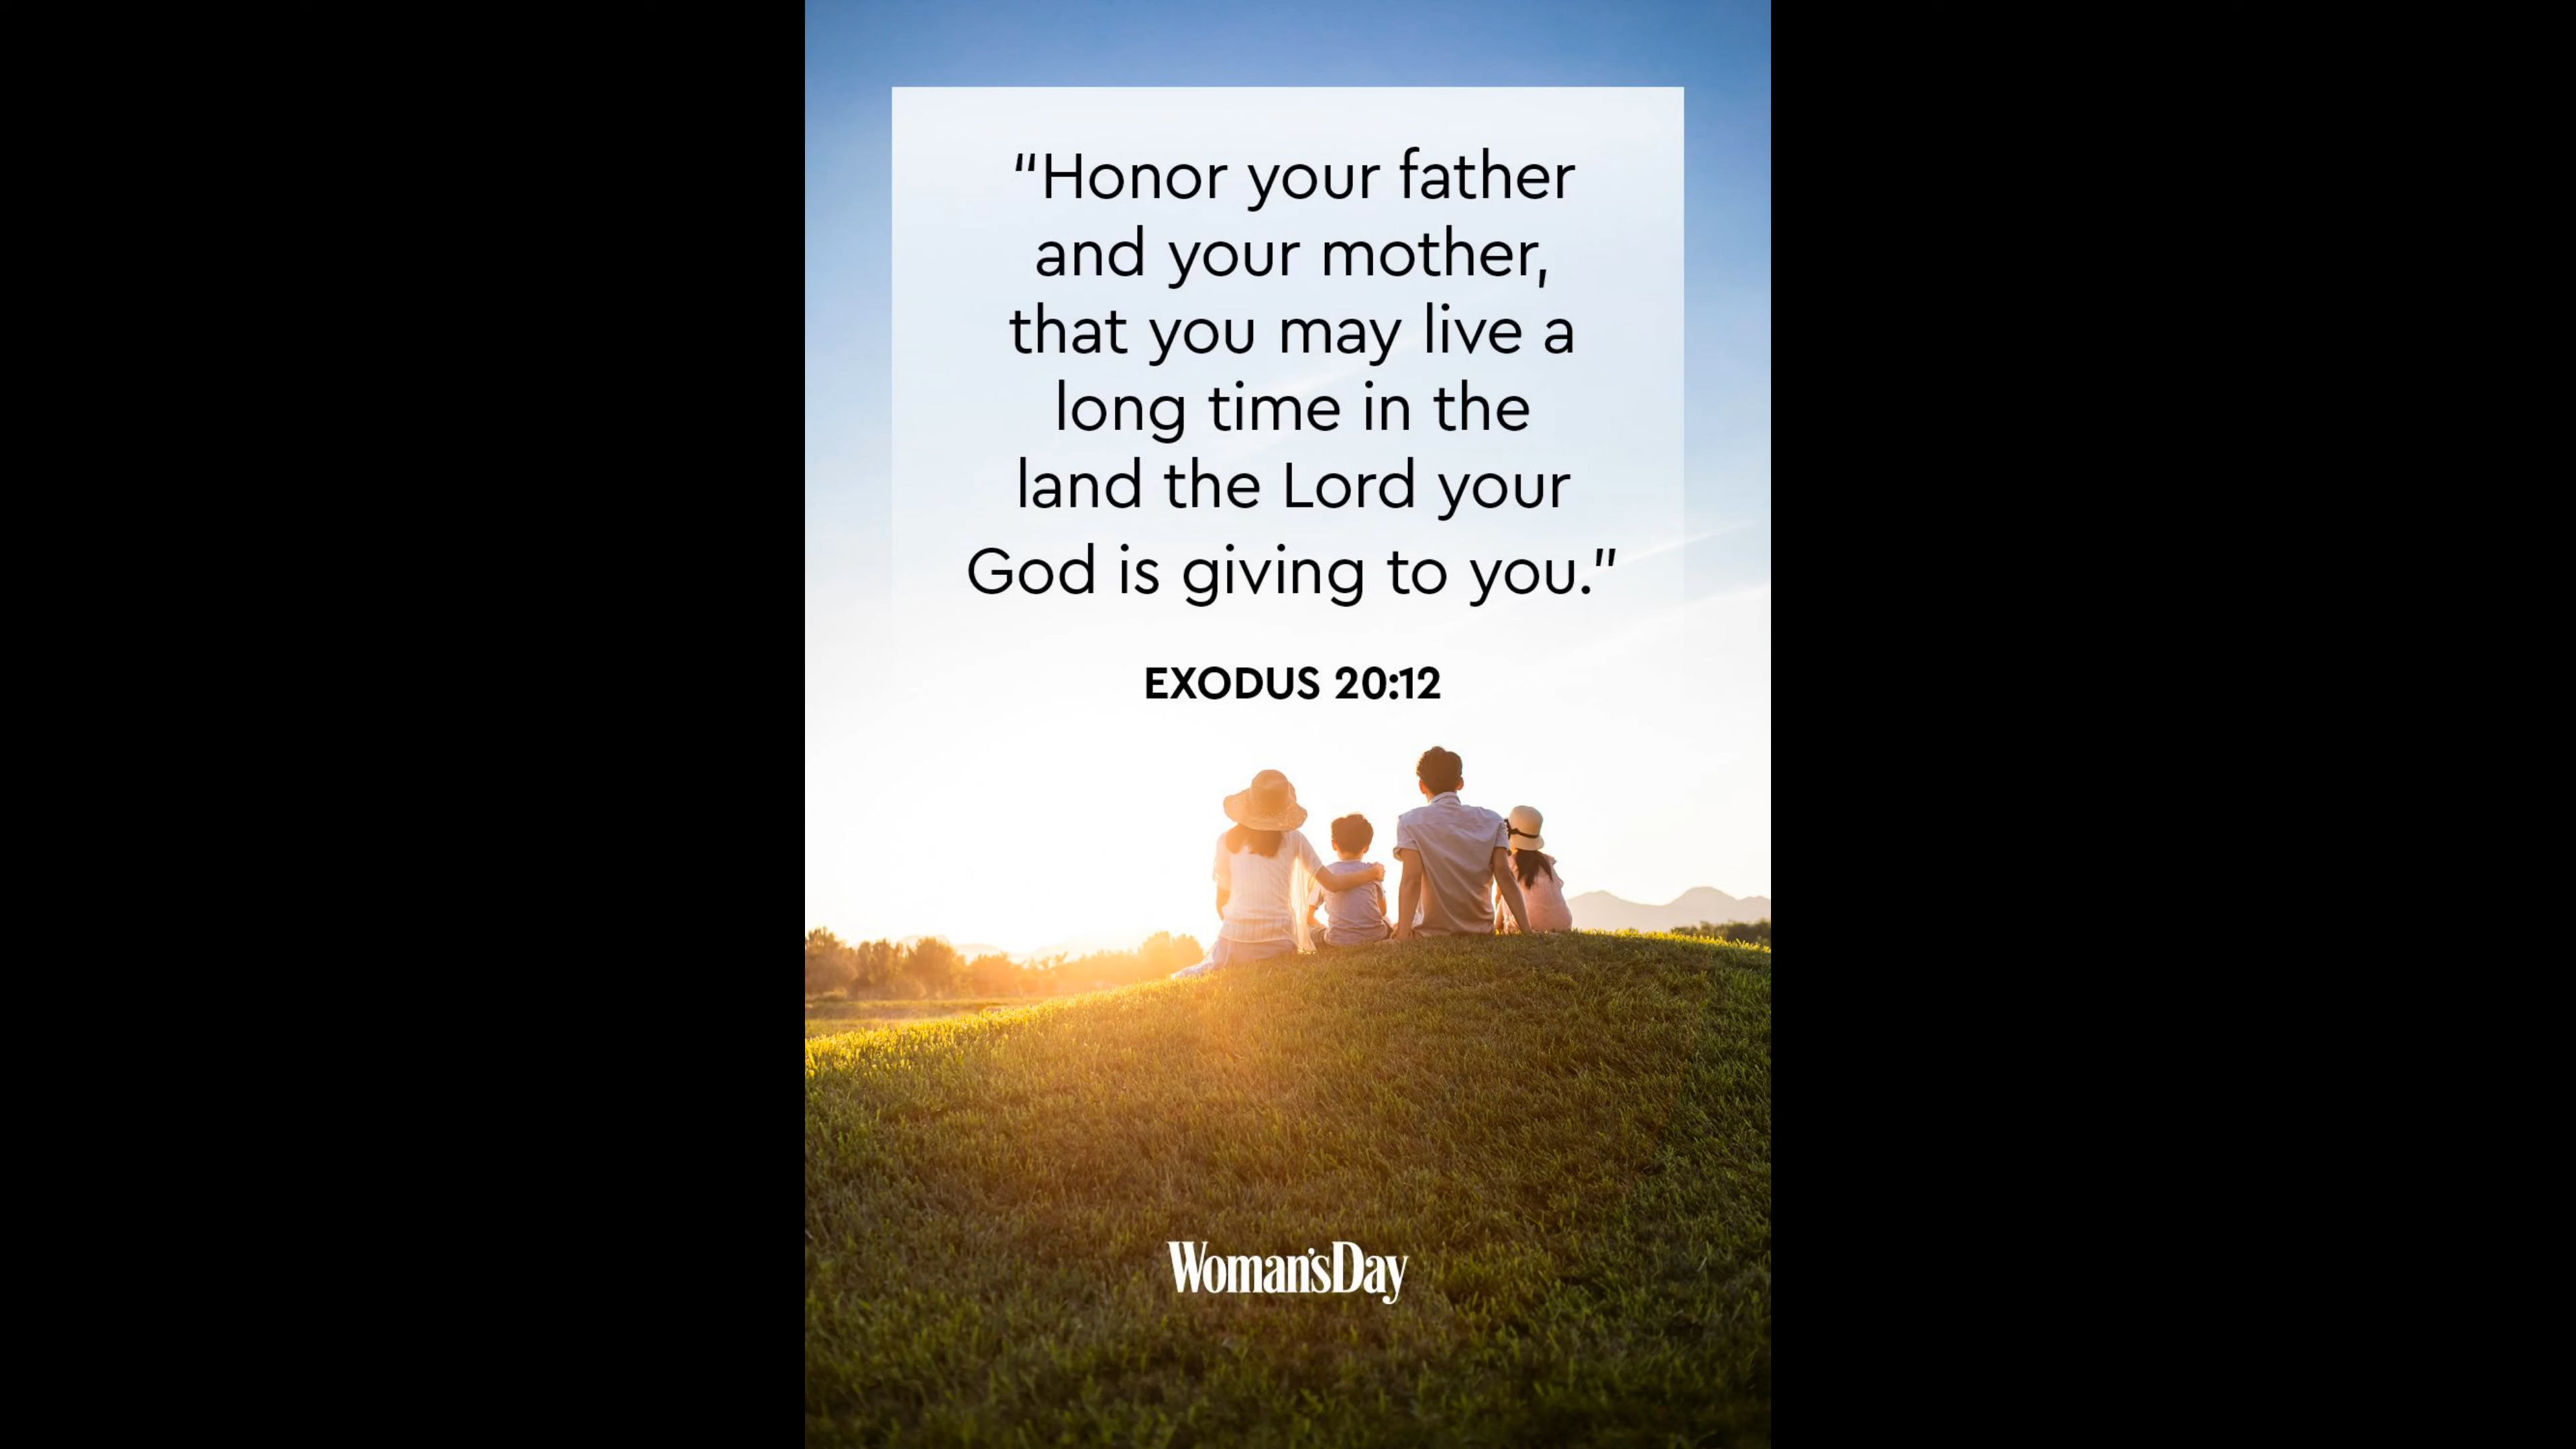 “Honor your father
and your mother,
that you may live a
long time in the
land the Lord your
God is giving to you.”
EXODUS 20:12
Woman'sDay